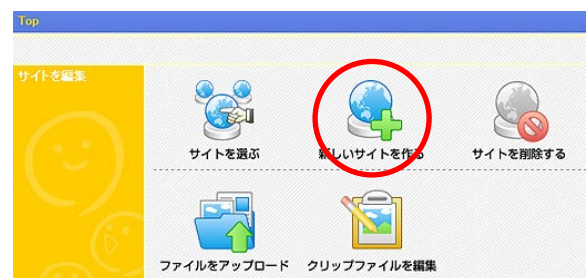 Top
サイトを編集
サイトを選ぶ
新しいサイトを作る
サイトを削除する
ファイルをアップロード
クリップファイルを編集